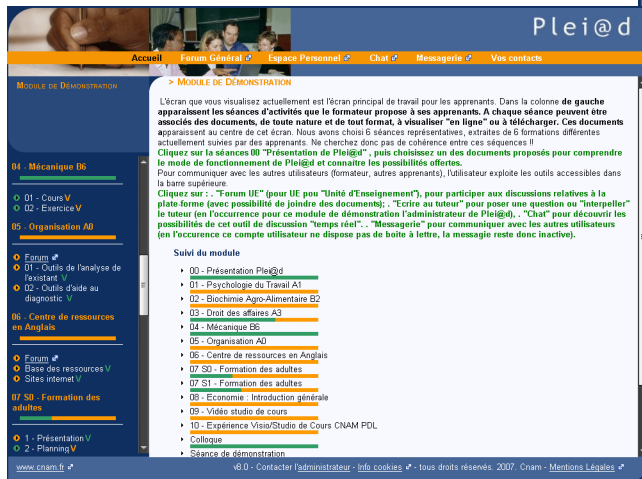 Plei@d
Accueil Forum Général Espace Personnel Chat Messagerie Vos contacts
MODULE DE DÉMONSTRATION
04 - Mécanique B6
01 - Cours V
02 - Exercice V
05 - Organisation A0
Forum
01 - Outils de l'analyse de
l'existant V
02 - Outils d'aide au
diagnostic V
06 - Centre de ressources
en Anglais
Forum
Base des ressources V
Sites internet V
07 S0 - Formation des
adultes
1 - Présentation V
2 - Planning V
> MODULE DE DÉMONSTRATION
L'écran que vous visualisez actuellement est l'écran principal de travail pour les apprenants. Dans la colonne de gauche
apparaissent les séances d'activités que le formateur propose à ses apprenants. A chaque séance peuvent étre
associés des documents, de toute nature et de tout format, à visualiser "en ligne" ou à télécharger. Ces documents
apparaissent au centre de cet écran. Nous avons choisi 6 séances représentatives, extraites de 6 formations différentes
actuellement suivies par des apprenants. Ne cherchez donc pas de cohérence entre ces séquences !!
Cliquez sur la séances 00 "Présentation de Plei@d" , puis choisissez un des documents proposés pour comprendre
le mode de fonctionnement de Plei@d et connaitre les possibilités offertes.
Pour communiquer avec les autres utilisateurs (formateur, autres apprenants), l'utilisateur exploite les outils accessibles dans
la barre supérieure.
Cliquez sur : . "Forum UE" (pour UE pou "Unité d'Enseignement"), pour participer aux discussions relatives à la
plate-forme (avec possibilité de joindre des documents); . "Ecrire au tuteur" pour poser une question ou "interpeller"
le tuteur (en l'occurrence pour ce module de démonstration l'administrateur de Plei@d), . "Chat" pour découvrir les
possibilités de cet outil de discussion "temps réel". . "Messagerie" pour communiquer avec les autres utilisateurs
(en l'occurence ce compte utilisateur ne dispose pas de boite à lettre, la messagie reste donc inactive).
Suivi du module
00 - Présentation Plei@d
01 - Psychologie du Travail A1
02 - Biochimie Agro-Alimentaire B2
03 - Droit des affaires A3
04 - Mécanique B6
05 - Organisation A0
06 - Centre de ressources en Anglais
07 S0 - Formation des adultes
07 S1 - Formation des adultes
08 - Economie : Introduction générale
09 - Vidéo studio de cours
10 - Expérience Visio/Studio de Cours CNAM PDL
Colloque
Séance de démonstration
www.cnam.fr v8.0 - Contacter l'administrateur - Info cookies - tous droits réservés. 2007. Cnam - Mentions Légales